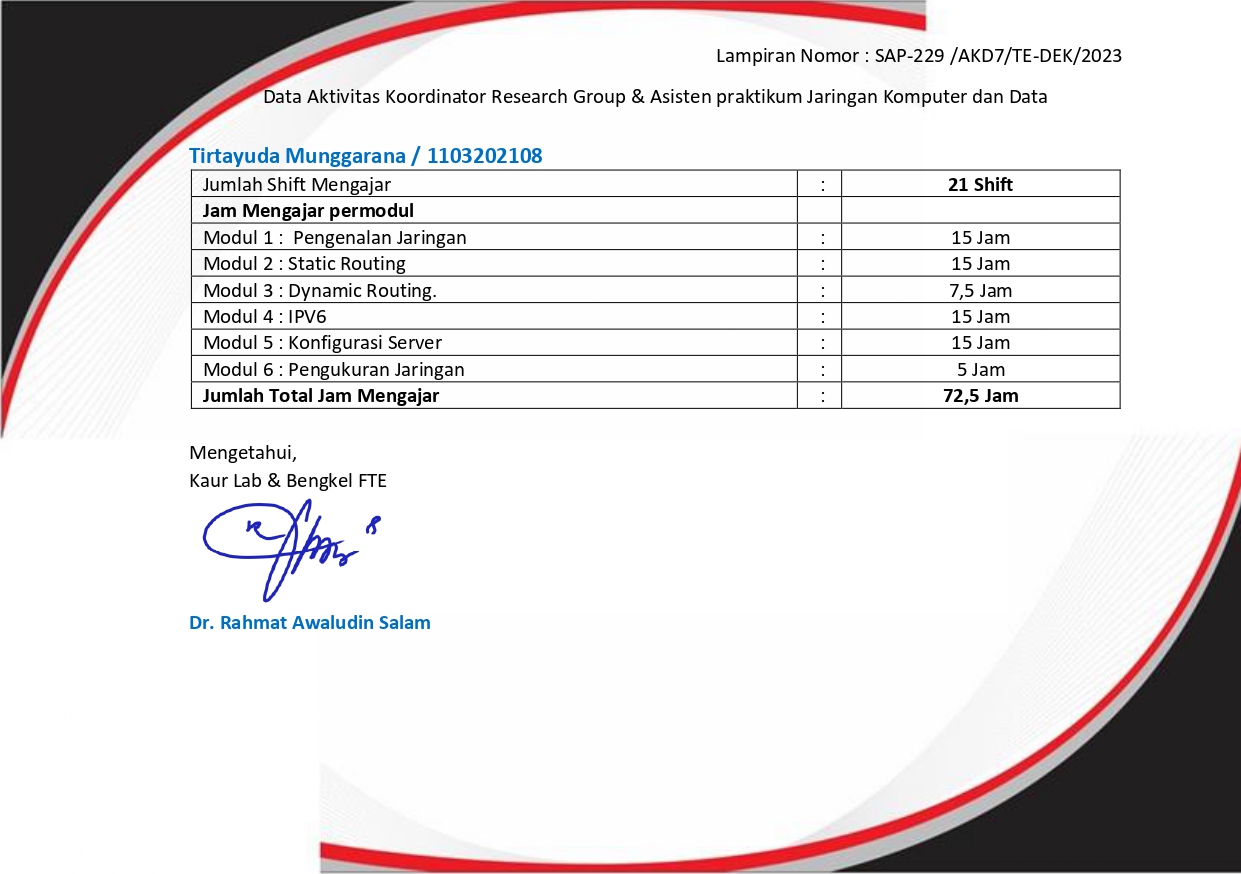 Lampiran Nomor : SAP-229 /AKD7/TE-DEK/2023
Data Aktivitas Koordinator Research Group & Asisten praktikum Jaringan Komputer dan Data
Tirtayuda Munggarana / 1103202108
Jumlah Shift Mengajar : 21 Shift
Jam Mengajar permodul
Modul 1 : Pengenalan Jaringan : 15 Jam
Modul 2 : Static Routing : 15 Jam
Modul 3 : Dynamic Routing. : 7,5 Jam
Modul 4 : IPV6 : 15 Jam
Modul 5 : Konfigurasi Server : 15 Jam
Modul 6 : Pengukuran Jaringan : 5 Jam
Jumlah Total Jam Mengajar : 72,5 Jam
Mengetahui,
Kaur Lab & Bengkel FTE
Dr. Rahmat Awaludin Salam